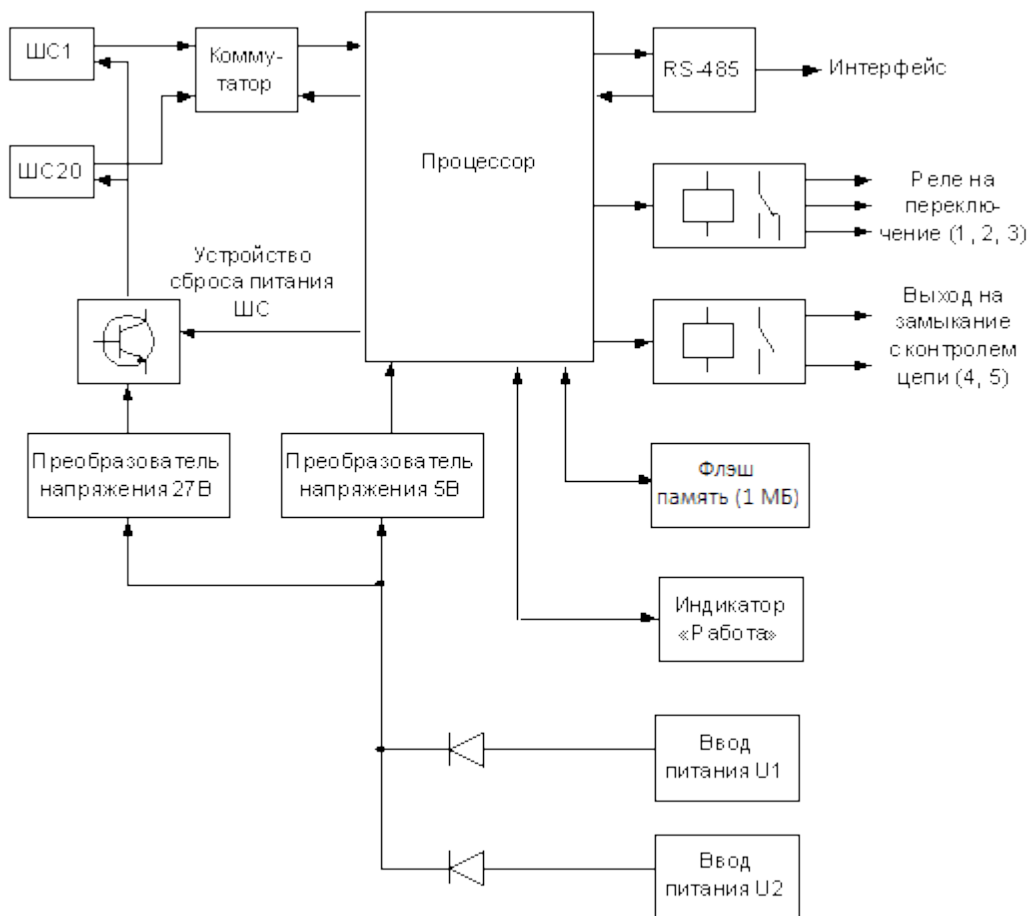 ШС1
Комму-
татор
RS-485
Интерфейс
ШС20
Процессор
Реле на
переклю-
чение (1, 2, 3)
Устройство
сброса питания
ШС
Выход на
замыкание
с контролем
цепи (4, 5)
Преобразователь
напряжения 27В
Преобразователь
напряжения 5В
Флэш
память (1 МБ)
Индикатор
«Работа»
Ввод
питания U1
Ввод
питания U2